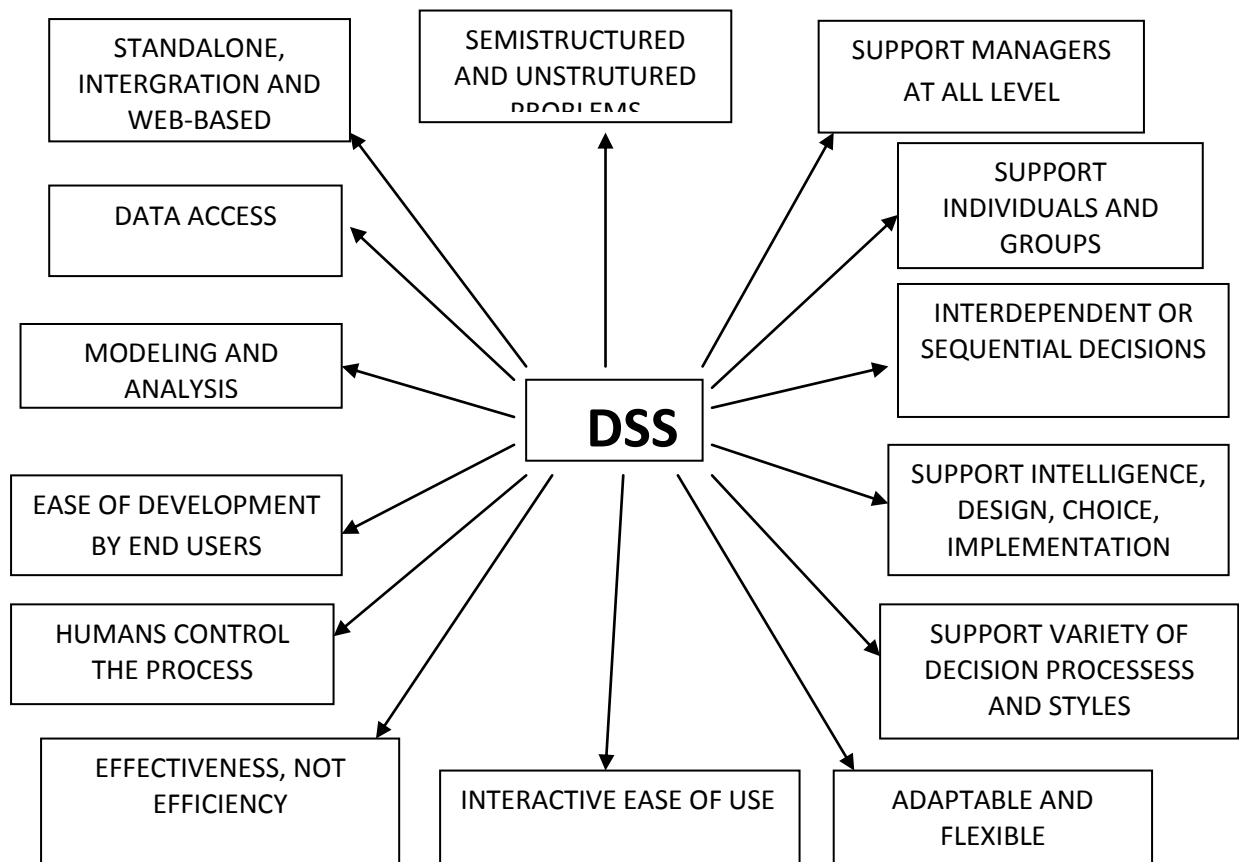 STANDALONE,
INTERGRATION AND
WEB-BASED
SEMISTRUCTURED
AND UNSTRUTURED
PROBLEMS
SUPPORT MANAGERS
AT ALL LEVEL
SUPPORT
INDIVIDUALS AND
GROUPS
DATA ACCESS
INTERDEPENDENT OR
SEQUENTIAL DECISIONS
MODELING AND
ANALYSIS
DSS
SUPPORT INTELLIGENCE,
DESIGN, CHOICE,
IMPLEMENTATION
EASE OF DEVELOPMENT
BY END USERS
HUMANS CONTROL
THE PROCESS
SUPPORT VARIETY OF
DECISION PROCESSESS
AND STYLES
EFFECTIVENESS, NOT
EFFICIENCY
INTERACTIVE EASE OF USE
ADAPTABLE AND
FLEXIBLE